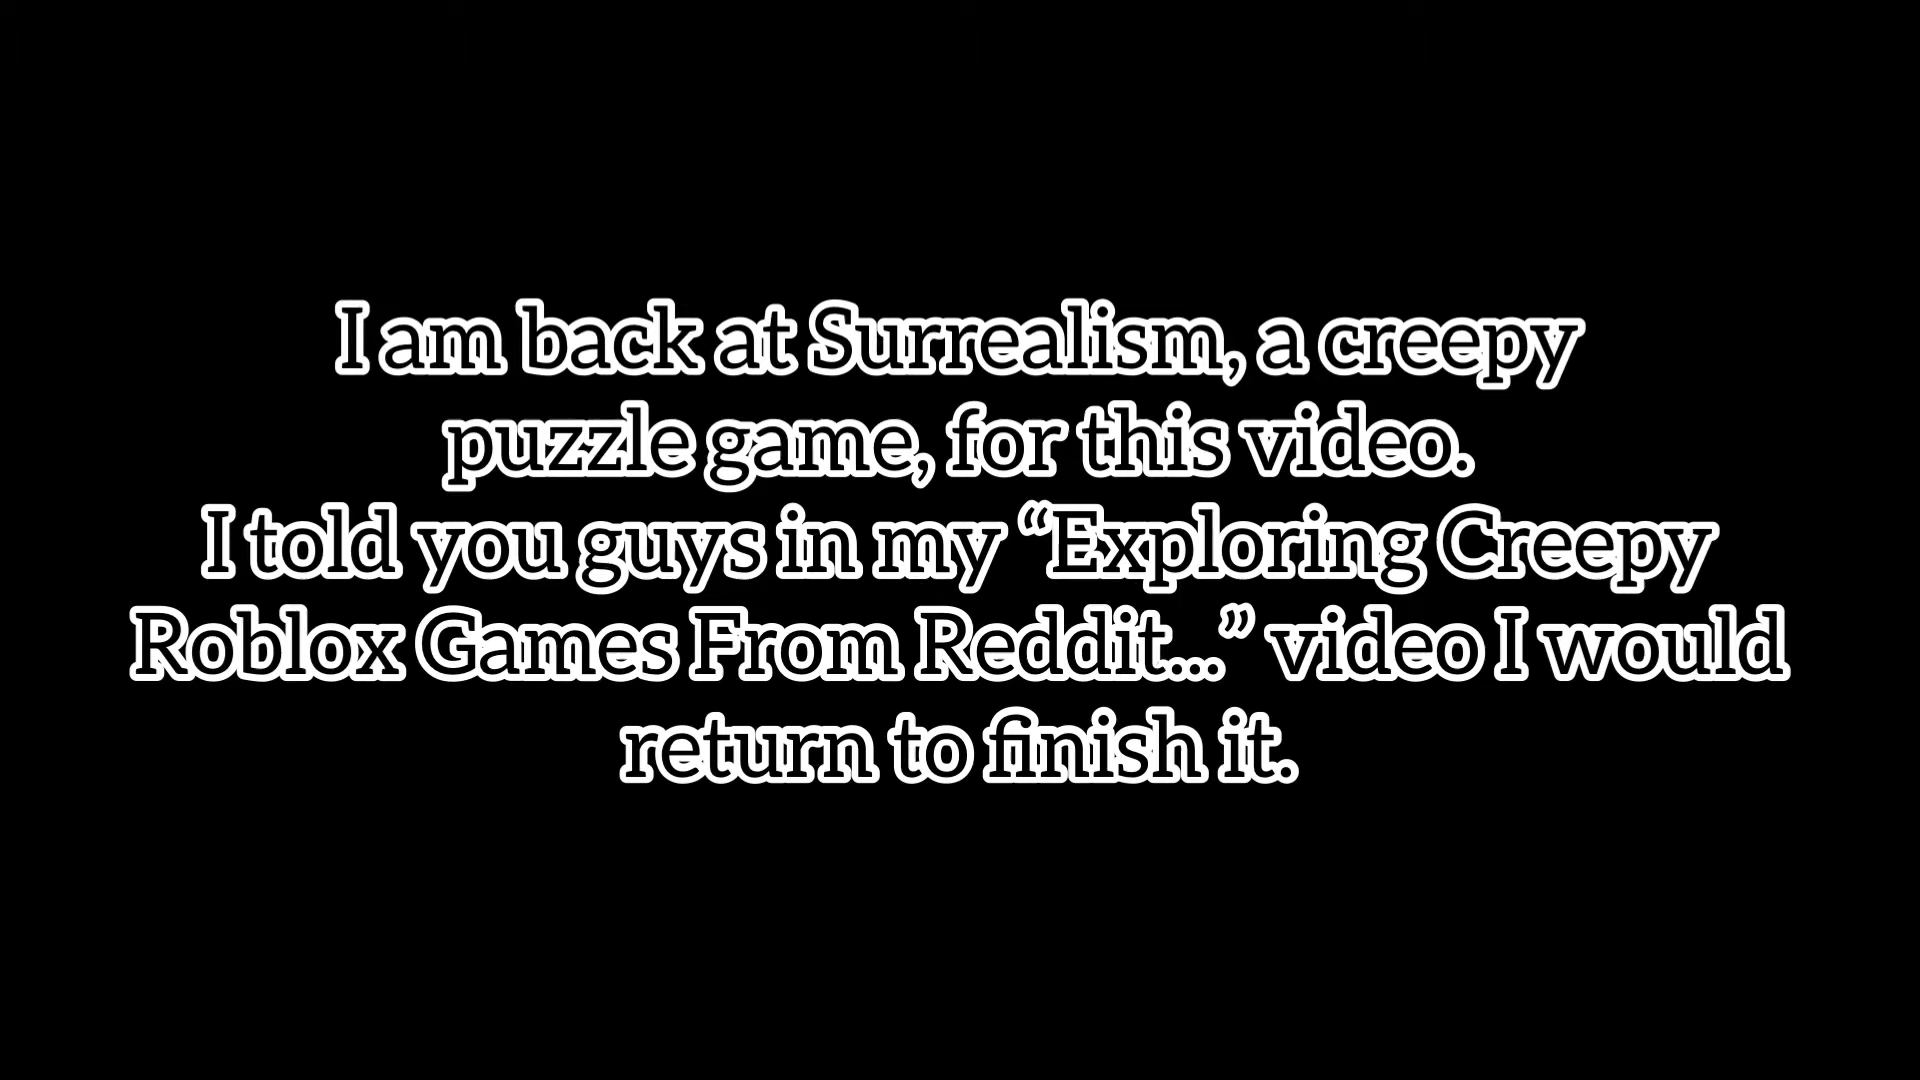 I am back at Surrealism, a creepy
puzzle game, for this video.
I told you guys in my “Exploring Creepy
Roblox Games From Reddit...” video I would
return to finish it.